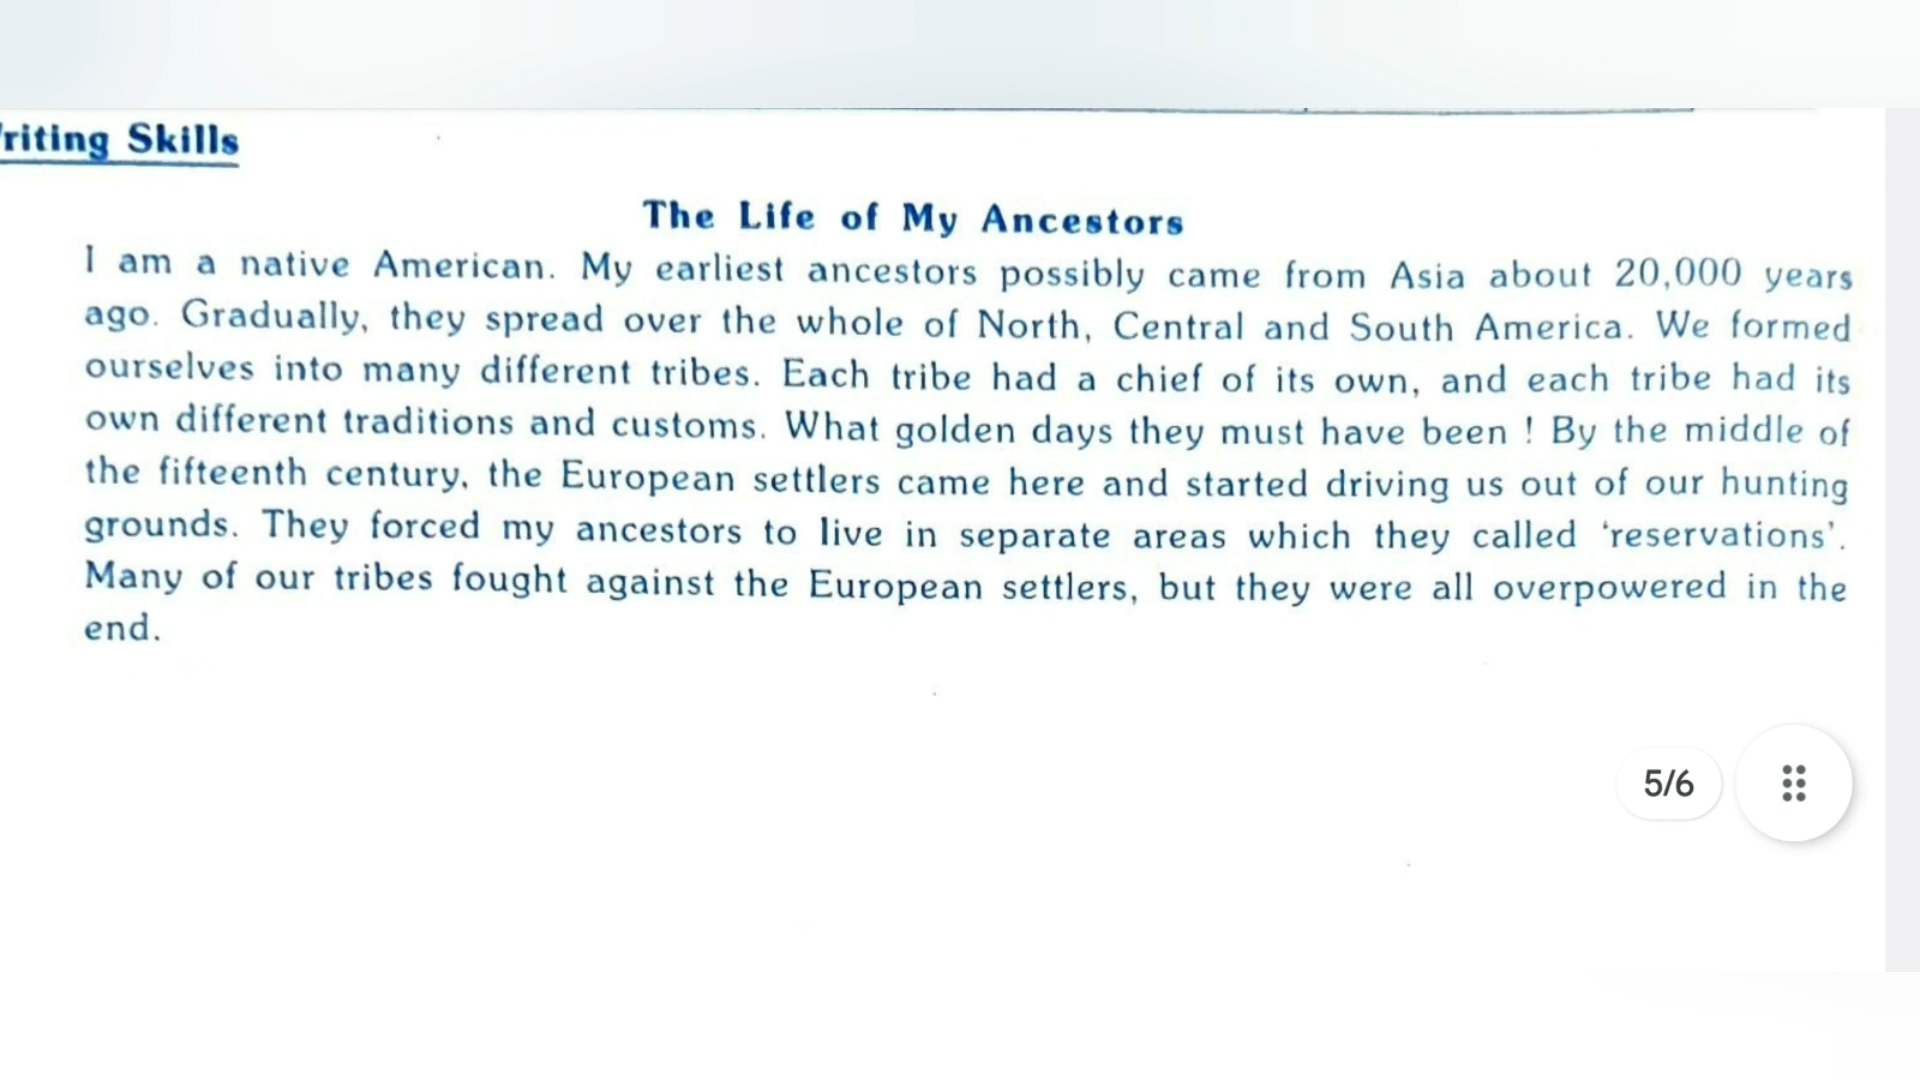 riting Skills
The Life of My Ancestors
I am a native American. My earliest ancestors possibly came from Asia about 20,000 years
ago. Gradually, they spread over the whole of North, Central and South America. We formed
ourselves into many different tribes. Each tribe had a chief of its own, and each tribe had its
own different traditions and customs. What golden days they must have been ! By the middle of
the fifteenth century, the European settlers came here and started driving us out of our hunting
grounds. They forced my ancestors to live in separate areas which they called ‘reservations’.
Many of our tribes fought against the European settlers, but they were all overpowered in the
end.
5/6